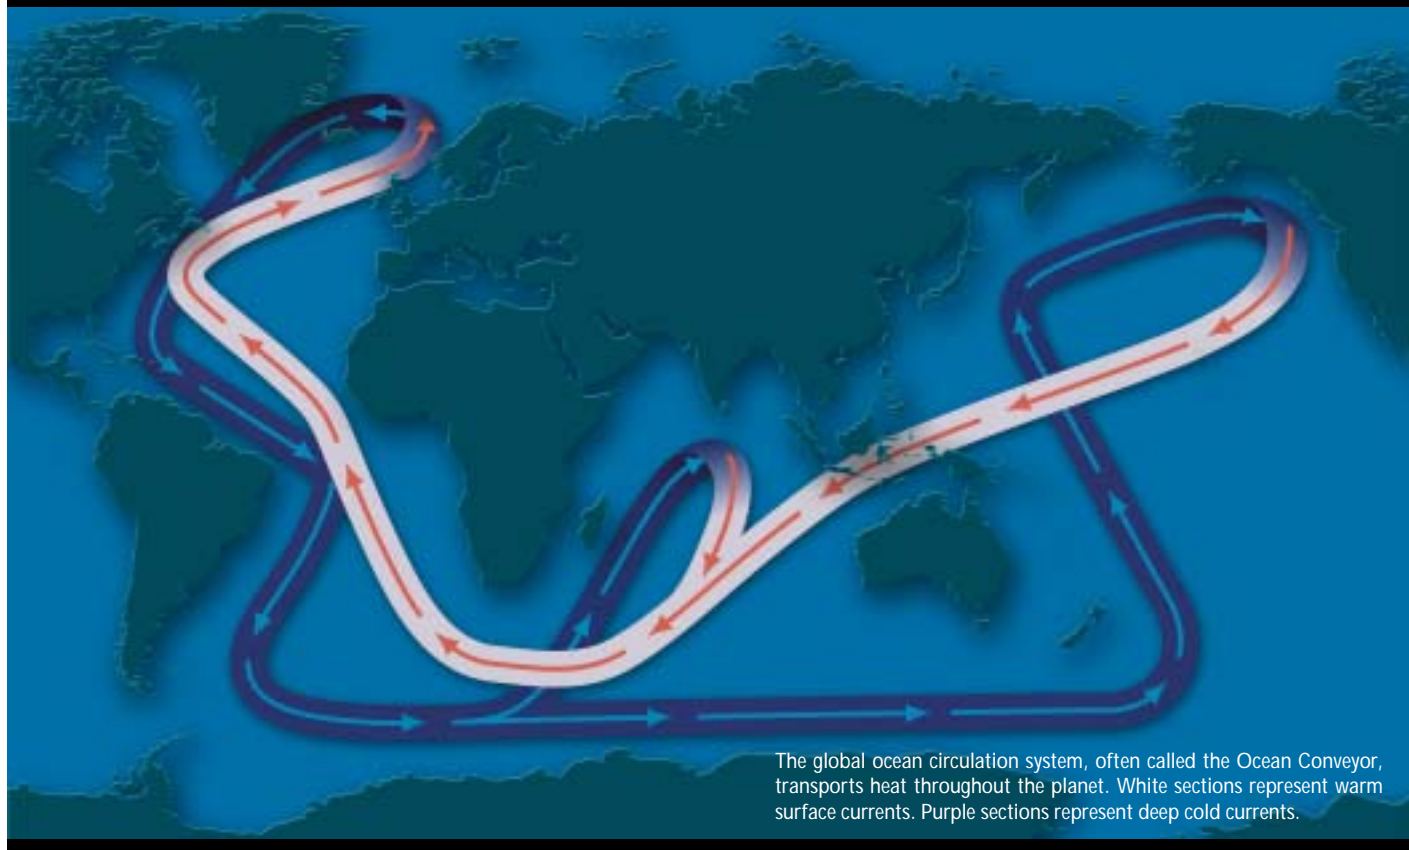 The global ocean circulation system, often called the Ocean Conveyor,
transports heat throughout the planet. White sections represent warm
surface currents. Purple sections represent deep cold currents.